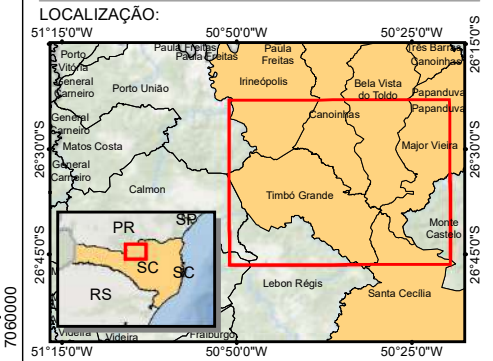 LOCALIZAÇÃO:
51°15'0"W 50°50'0"W 50°25'0"W
26°15'0"S
26°30'0"S
26°30'0"S
26°45'0"S
26°45'0"S
7060000
Porto
Vitória
General
Carneiro
Porto União
Paula Freitas
Paula Freitas
Paula
Freitas
Irineópolis
Três Barras
Canoinhas
Bela Vista
do Toldo
Papanduva
Papanduva
Canoinhas
General
Carneiro
Matos Costa
General
Carneiro
Major Vieira
Calmon
Timbó Grande
Monte
Castelo
PR
SP
SC
SC
RS
Lebon Régis
Santa Cecília
Videira
Videira
Fraiburgo
51°15'0"W 50°50'0"W 50°25'0"W